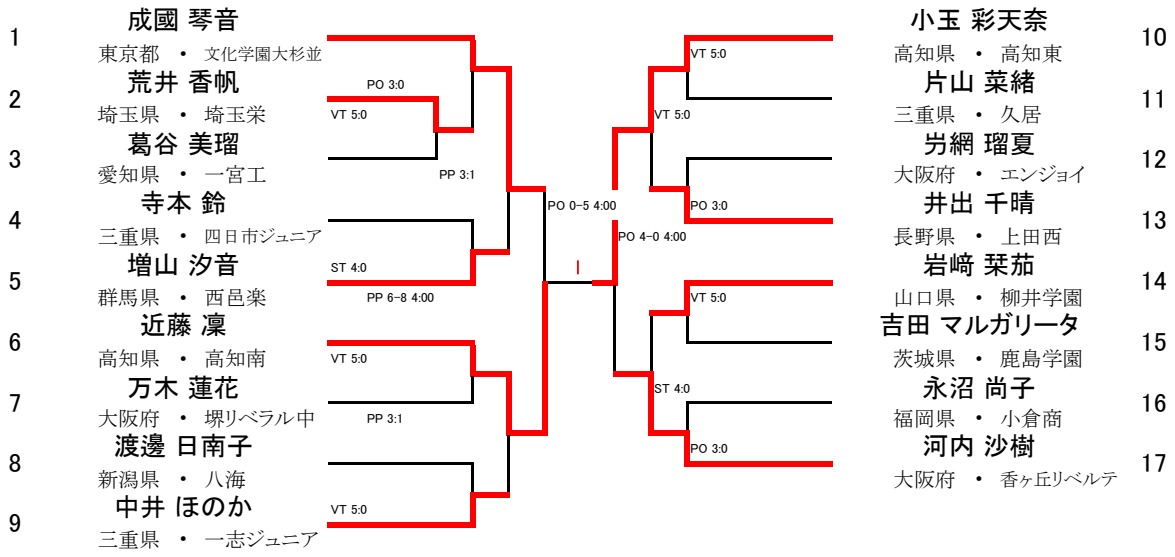 1
成國 琴音
東京都 ・ 文化学園大杉並
2
荒井 香帆
埼玉県 ・ 埼玉栄
3
葛谷 美瑠
愛知県 ・ 一宮工
4
寺本 鈴
三重県 ・ 四日市ジュニア
5
増山 汐音
群馬県 ・ 西邑楽
6
近藤 凜
高知県 ・ 高知南
7
万木 蓮花
大阪府 ・ 堺リベラル中
8
渡邊 日南子
新潟県 ・ 八海
9
中井 ほのか
三重県 ・ 一志ジュニア
PO 3:0
VT 5:0
PP 3:1
ST 4:0
PP 6-8 4:00
VT 5:0
PP 3:1
VT 5:0
PO 0-5 4:00
PO 4-0 4:00
VT 5:0
VT 5:0
PO 3:0
VT 5:0
ST 4:0
PO 3:0
小玉 彩天奈
高知県 ・ 高知東
10
片山 菜緒
三重県 ・ 久居
11
網 瑠夏
大阪府 ・ エンジョイ
12
井出 千晴
長野県 ・ 上田西
13
岩﨑 栞茄
山口県 ・ 柳井学園
14
吉田 マルガリータ
茨城県 ・ 鹿島学園
15
永沼 尚子
福岡県 ・ 小倉商
16
河内 沙樹
大阪府 ・ 香ヶ丘リベルテ
17